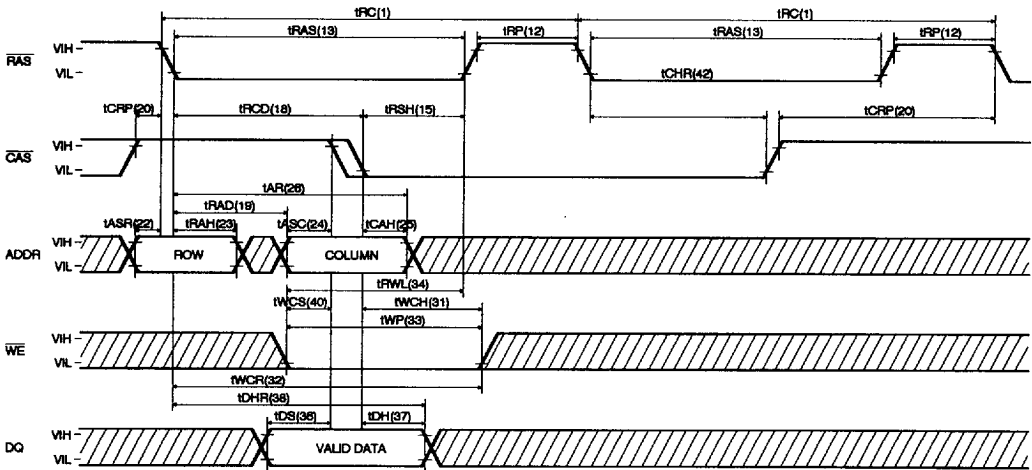 tRC(1) tRC(1)
tRAS(13) tRP(12) tRAS(13) tRP(12)
RAS VIH
VIL
tCHR(42)
tCRP(20) tRCD(18) tRSH(15) tCRP(20)
CAS VIH
VIL
tAR(26)
tRAD(19)
tASR(22) tRAH(23) tASC(24) tCAH(25)
ADDR VIH
VIL
ROW COLUMN
tRWL(34)
tWCS(40) tWCH(31)
tWP(33)
WE VIH
VIL
tWCR(32)
tDHR(38)
tDS(36) tDH(37)
DQ VIH
VIL
VALID DATA